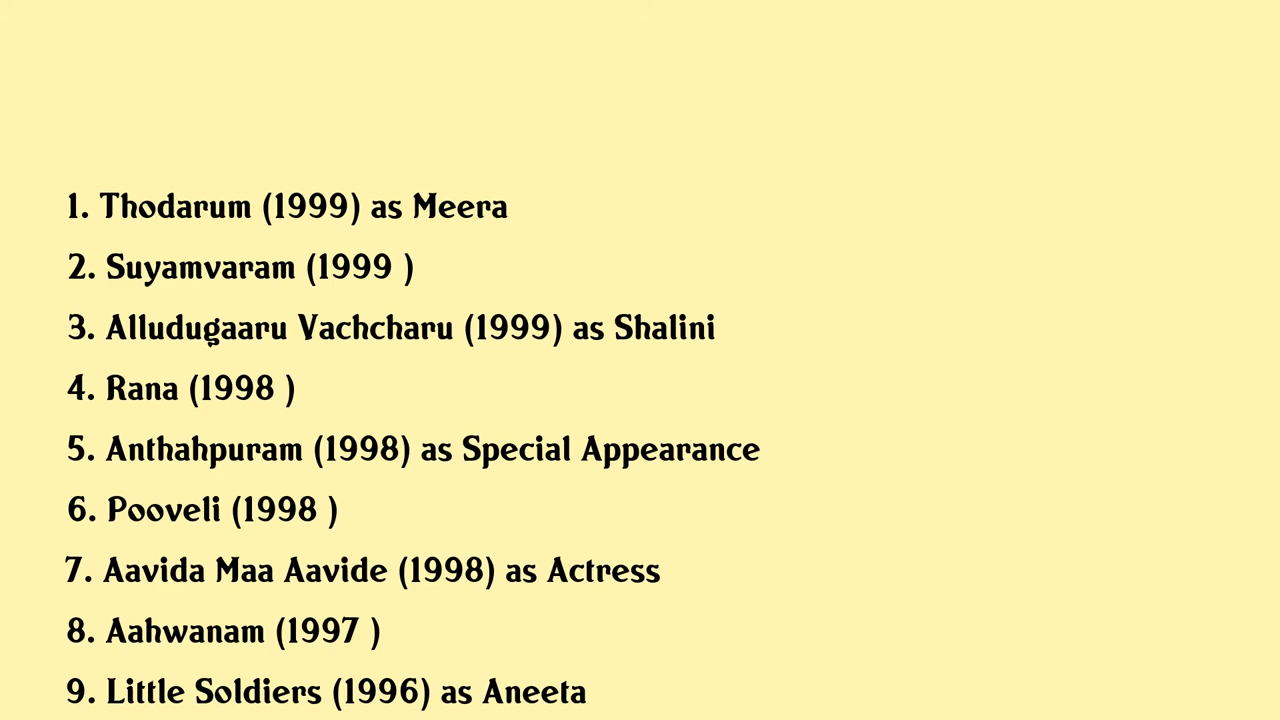 1. Thodarum (1999) as Meera
2. Suyamvaram (1999 )
3. Alludugaaru Vachcharu (1999) as Shalini
4. Rana (1998 )
5. Anthahpuram (1998) as Special Appearance
6. Pooveli (1998 )
7. Aavida Maa Aavide (1998) as Actress
8. Aahwanam (1997 )
9. Little Soldiers (1996) as Aneeta